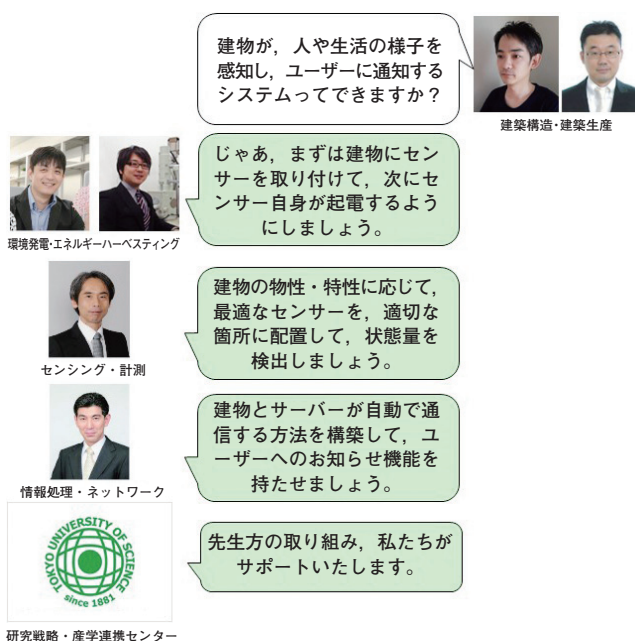 建物が，人や生活の様子を
感知し，ユーザーに通知する
システムってできますか？
建築構造・建築生産
じゃあ，まずは建物にセン
サーを取り付けて，次にセ
ンサー自身が起電するよう
にしましょう。
環境発電・エネルギーハーベスティング
建物の物性・特性に応じて，
最適なセンサーを，適切な
箇所に配置して，状態量を
検出しましょう。
センシング・計測
建物とサーバーが自動で通
信する方法を構築して，ユ
ーザーへのお知らせ機能を
持たせましょう。
情報処理・ネットワーク
先生方の取り組み，私たちが
サポートいたします。
TOKYO UNIVERSITY OF SCIENCE
since 1881
研究戦略・産学連携センター